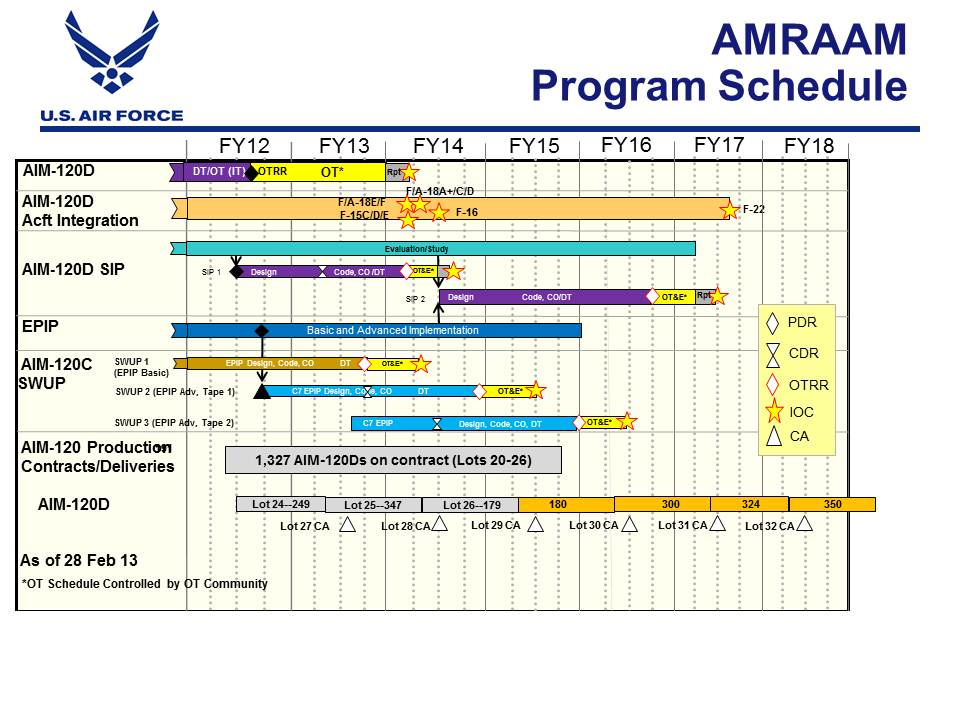 AMRAAM
Program Schedule
U.S. AIR FORCE
FY12 FY13 FY14 FY15 FY16 FY17 FY18
AIM-120D
DT/OT (IT) OTRR OT* Rpt
AIM-120D
Acft Integration
F/A-18A+/C/D
F/A-18E/F
F-15C/D/E
F-16
F-22
AIM-120D SIP
Evaluation/Study
SIP 1 Design Code, CO /DT OT&E*
SIP 2 Design Code, CO/DT OT&E* Rpt
EPIP
Basic and Advanced Implementation
AIM-120C
SWUP
SWUP 1
(EPIP Basic)
EPIP Design, Code, CO DT OT&E*
SWUP 2 (EPIP Adv, Tape 1) C7 EPIP Design, Code, CO DT OT&E*
SWUP 3 (EPIP Adv, Tape 2) C7 EPIP Design, Code, CO, DT OT&E*
PDR
CDR
OTRR
IOC
CA
AIM-120 Production
Contracts/Deliveries
1,327 AIM-120Ds on contract (Lots 20-26)
AIM-120D
Lot 24--249 Lot 25--347 Lot 26--179 180 300 324 350
Lot 27 CA Lot 28 CA Lot 29 CA Lot 30 CA Lot 31 CA Lot 32 CA
As of 28 Feb 13
*OT Schedule Controlled by OT Community